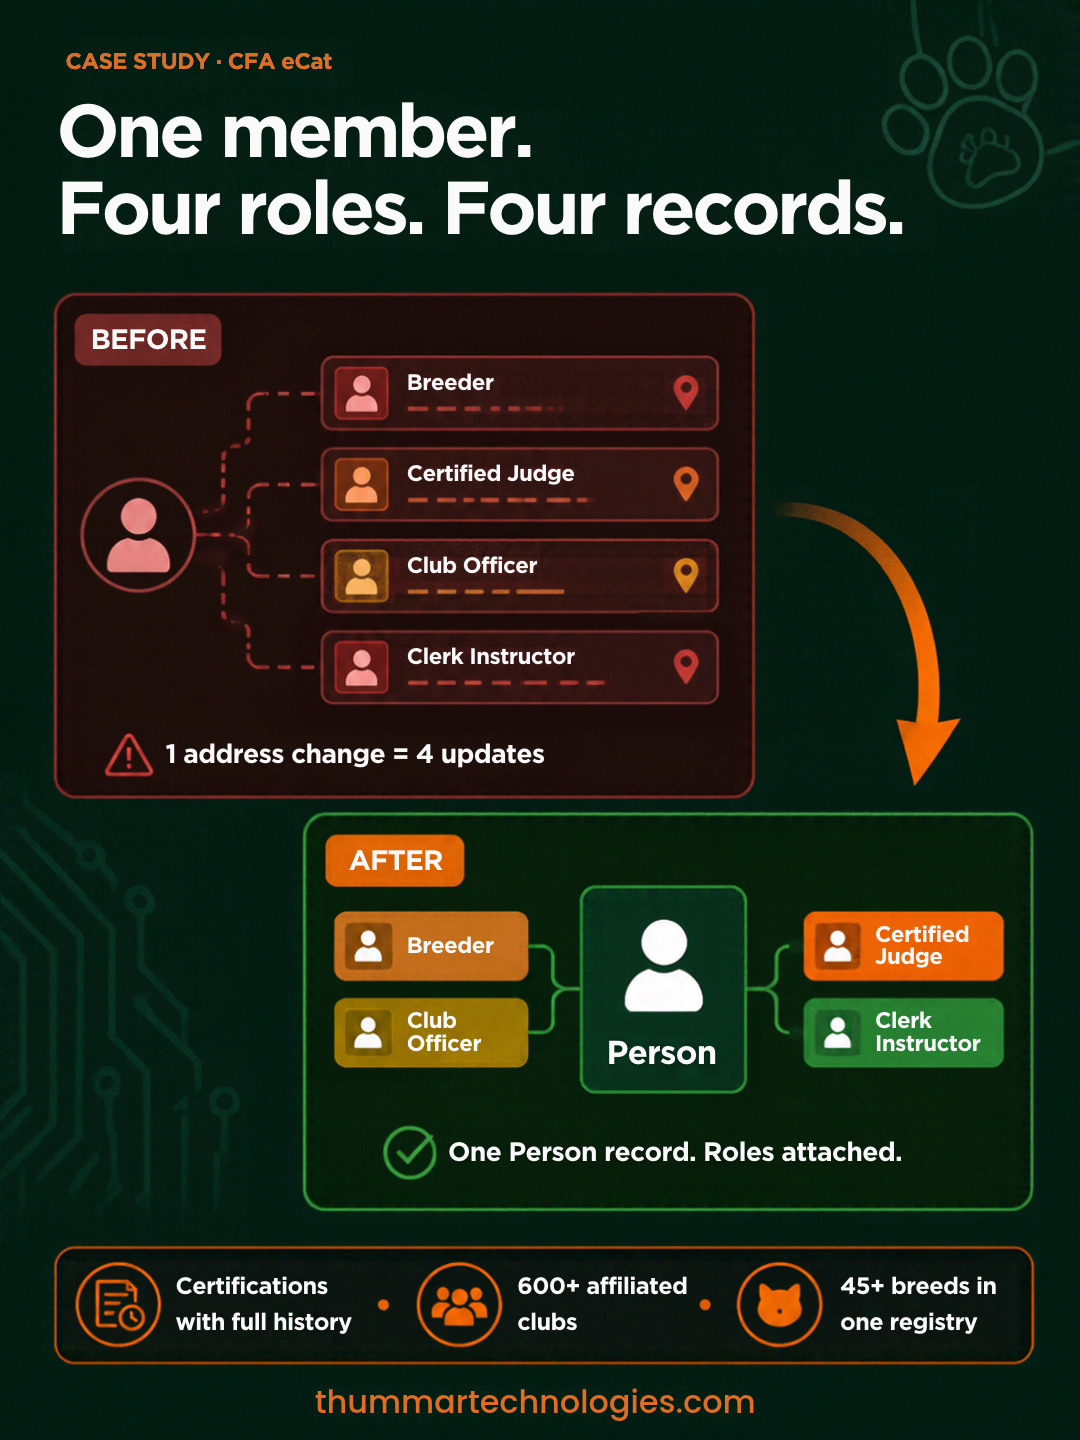 CASE STUDY · CFA eCat
One member.
Four roles. Four records.
BEFORE
Breeder
Certified Judge
Club Officer
Clerk Instructor
1 address change = 4 updates
AFTER
Breeder
Club
Officer
Person
Certified
Judge
Clerk
Instructor
One Person record. Roles attached.
Certifications
with full history
600+ affiliated
clubs
45+ breeds in
one registry
thummartechnologies.com